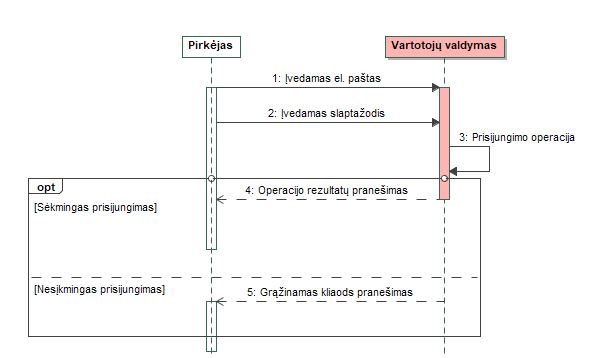 Pirkėjas
Vartotojų valdymas
1: Įvedamas el. paštas
2: Įvedamas slaptažodis
3: Prisijungimo operacija
opt
4: Operacijo rezultatų pranešimas
[Sėkmingas prisijungimas]
[Nesįkmingas prisijungimas]
5: Grąžinamas kliaods pranešimas